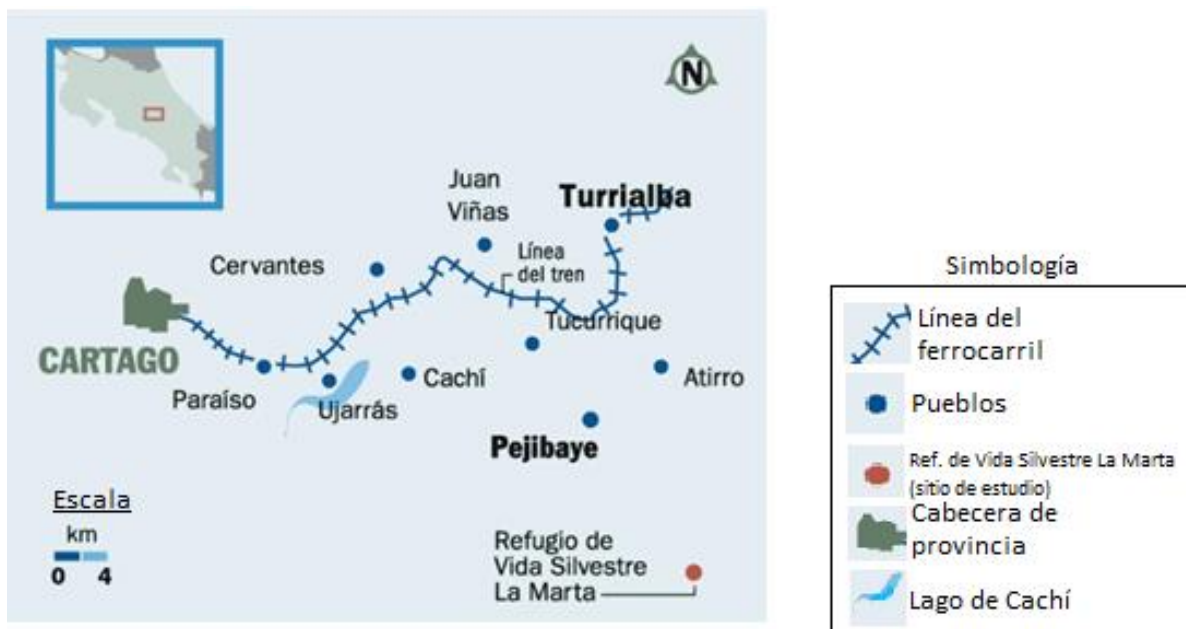 N
Juan
Viñas
Turrialba
Cervantes
Línea
del tren
Tucurrique
CARTAGO
Paraíso
Ujarrás
Cachí
Atirro
Pejibaye
Escala
km
0 4
Refugio de
Vida Silvestre
La Marta
Simbología
Línea del
ferrocarril
Pueblos
Ref. de Vida Silvestre La Marta
(sitio de estudio)
Cabecera de
provincia
Lago de Cachí